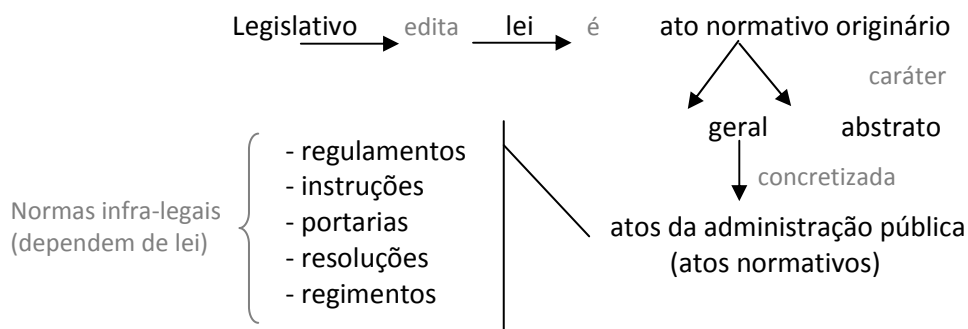 Legislativo edita lei é ato normativo originário
caráter
geral abstrato
concretizada
atos da administração pública
(atos normativos)
- regulamentos
- instruções
- portarias
- resoluções
- regimentos
Normas infra-legais
(dependem de lei)